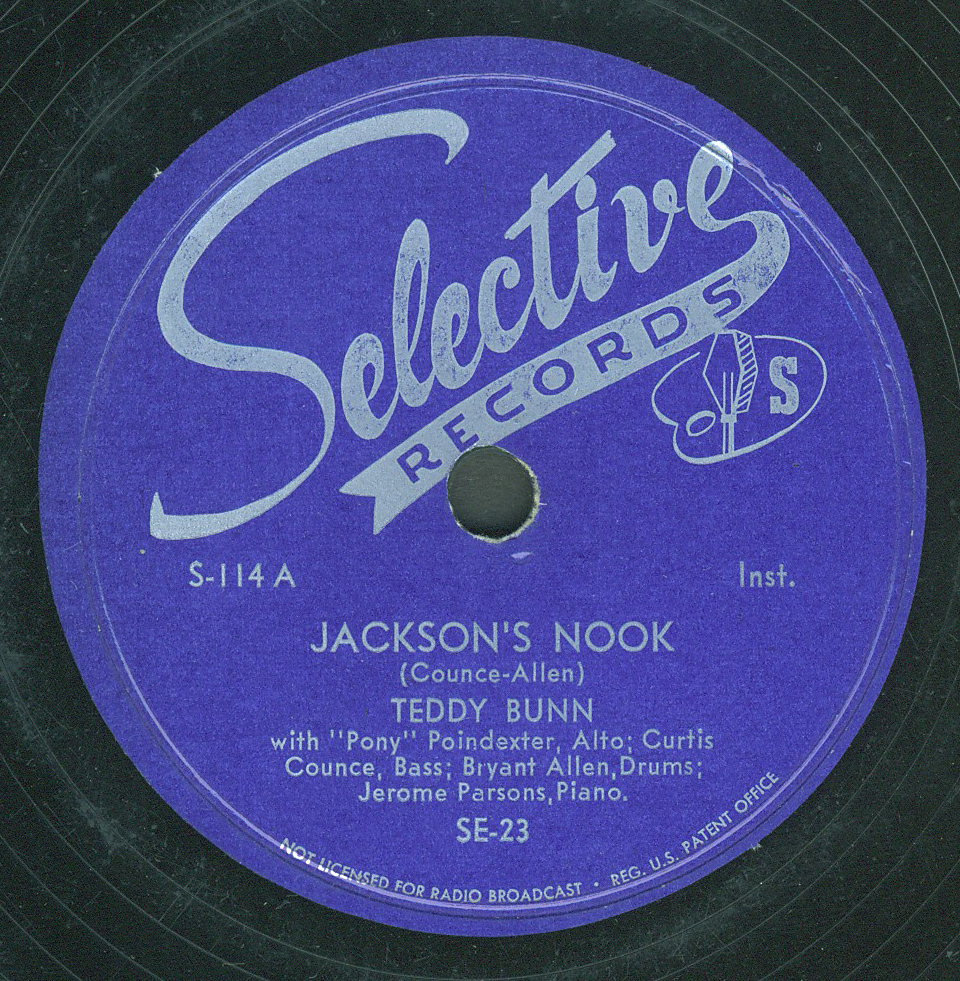 Selective
RECORDS
S
S-114 A
Inst.
JACKSON'S NOOK
(Counce-Allen)
TEDDY BUNN
with "Pony" Poindexter, Alto; Curtis
Counce, Bass; Bryant Allen, Drums;
Jerome Parsons, Piano.
SE-23
NOT LICENSED FOR RADIO BROADCAST • REG. U.S. PATENT OFFICE